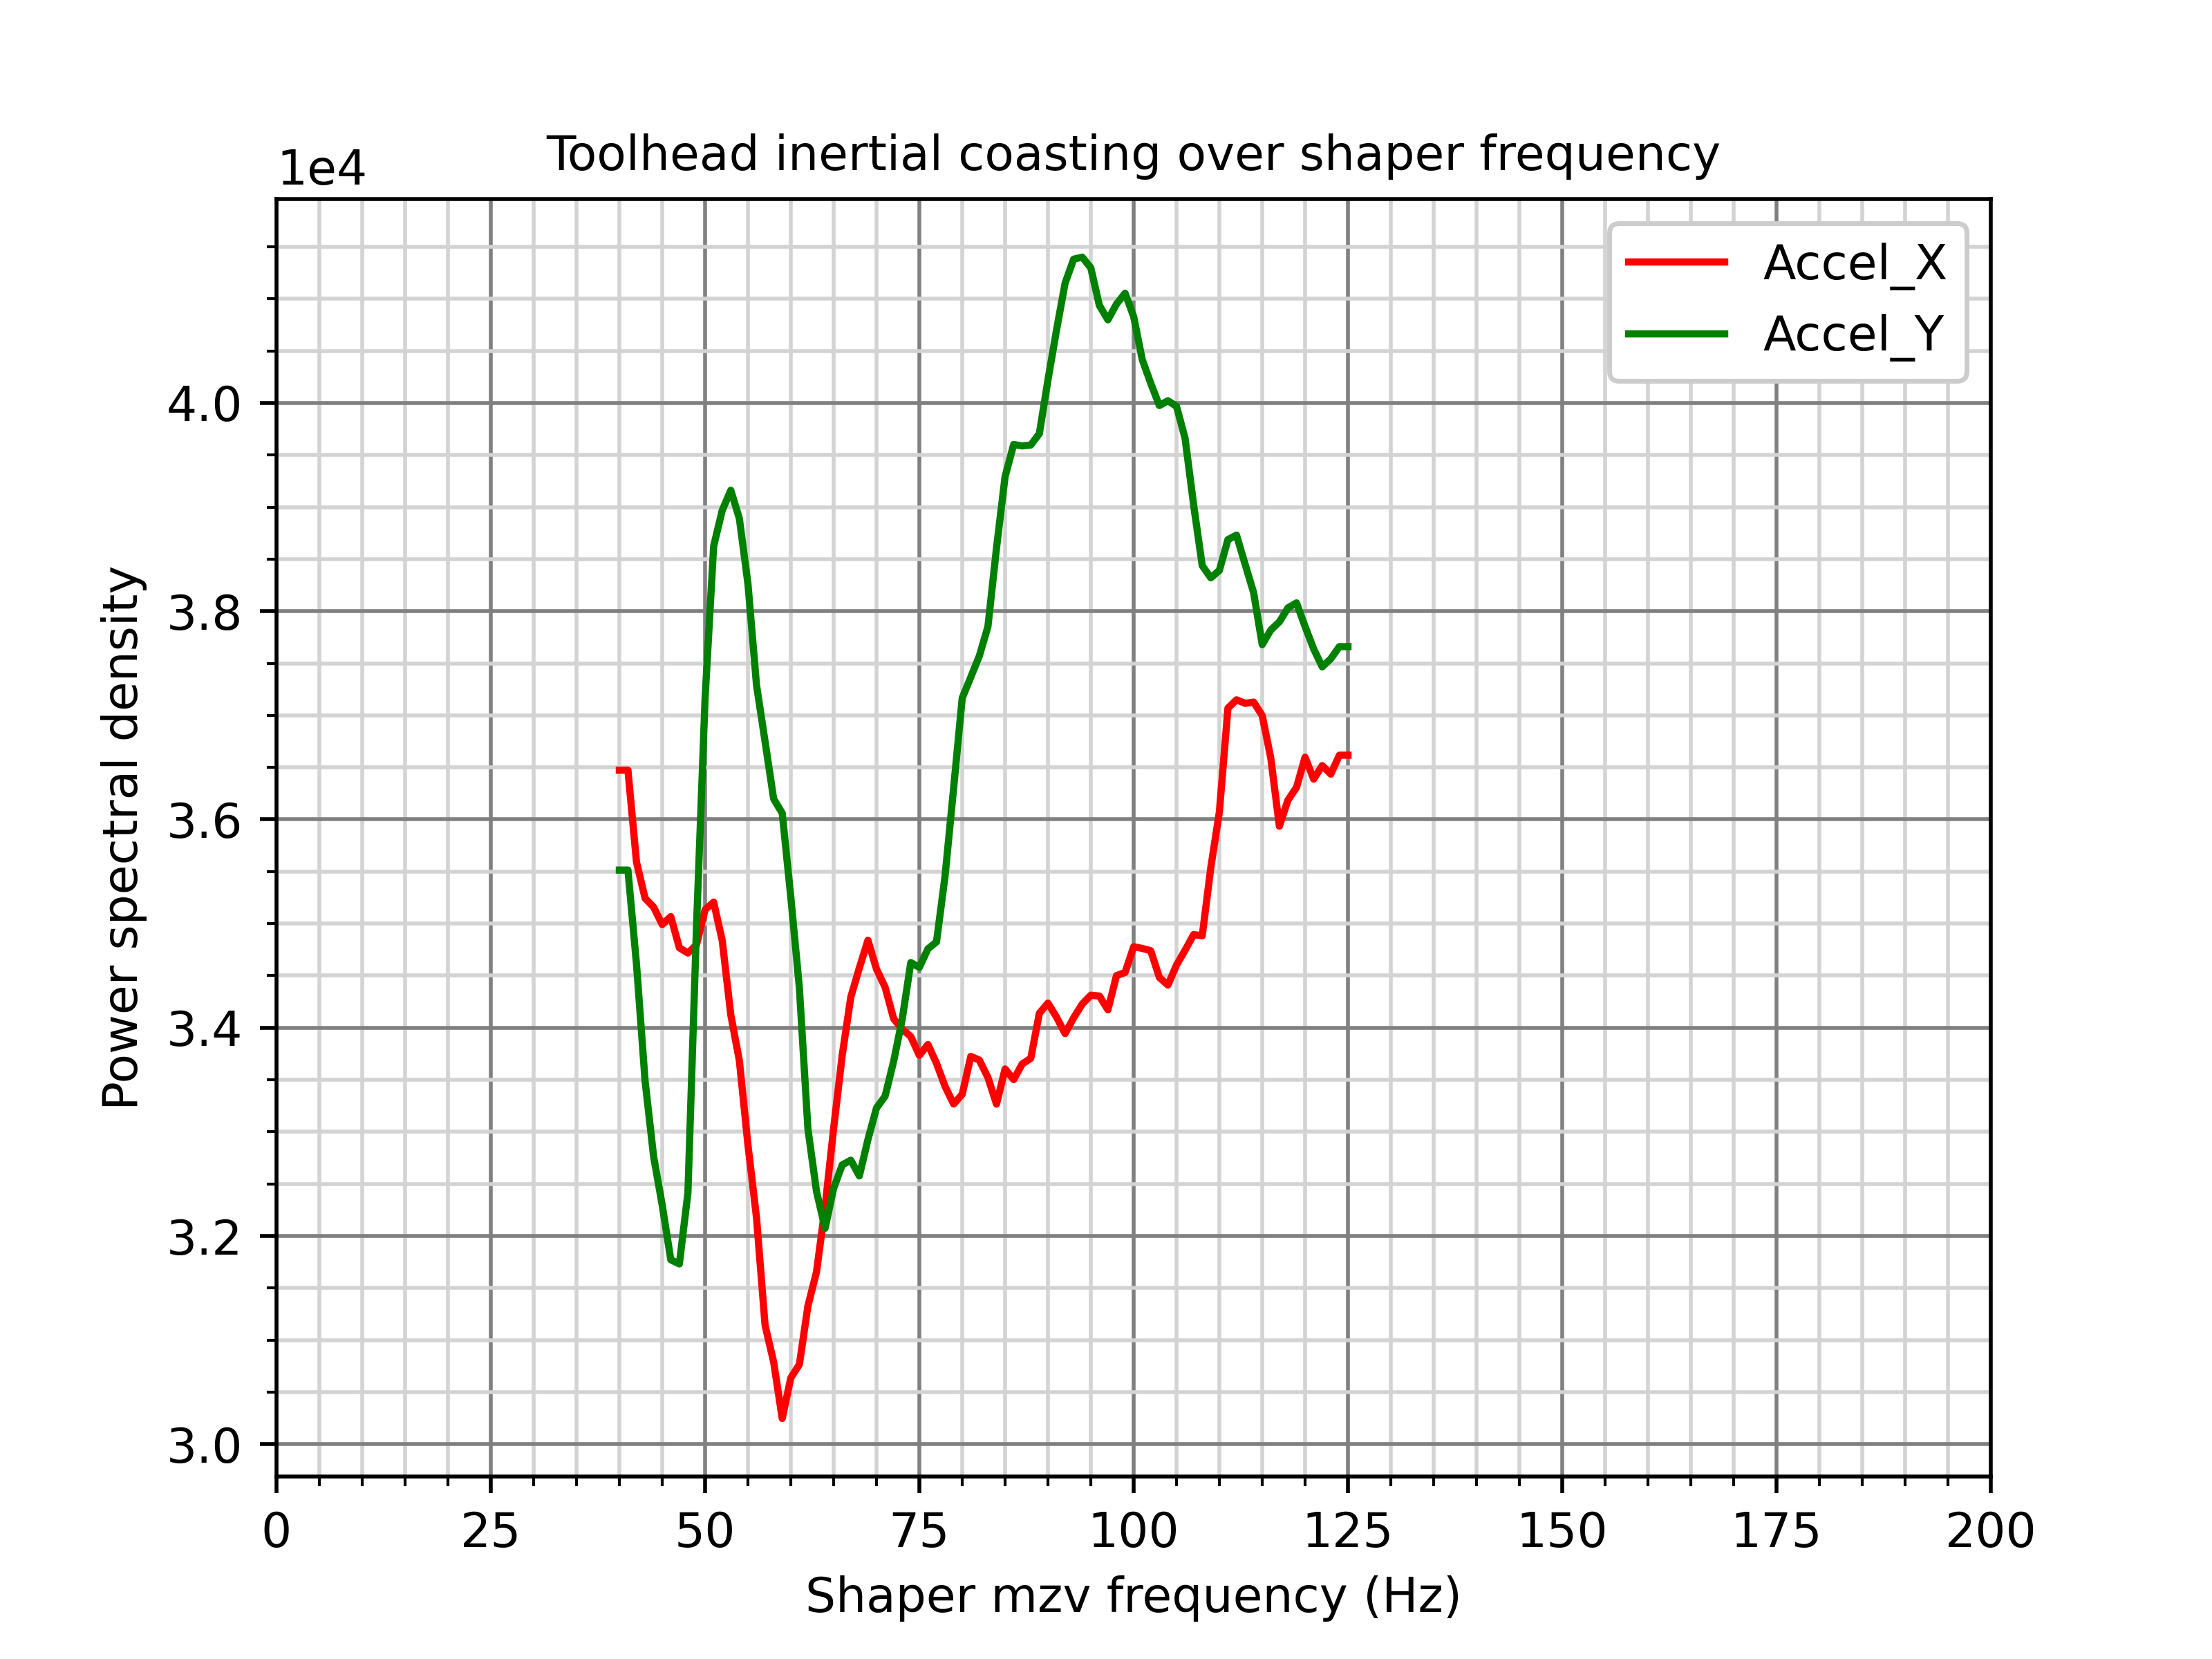 Toolhead inertial coasting over shaper frequency
1e4
Accel_X
Accel_Y
4.0
3.8
3.6
3.4
3.2
3.0
Power spectral density
0 25 50 75 100 125 150 175 200
Shaper mzv frequency (Hz)